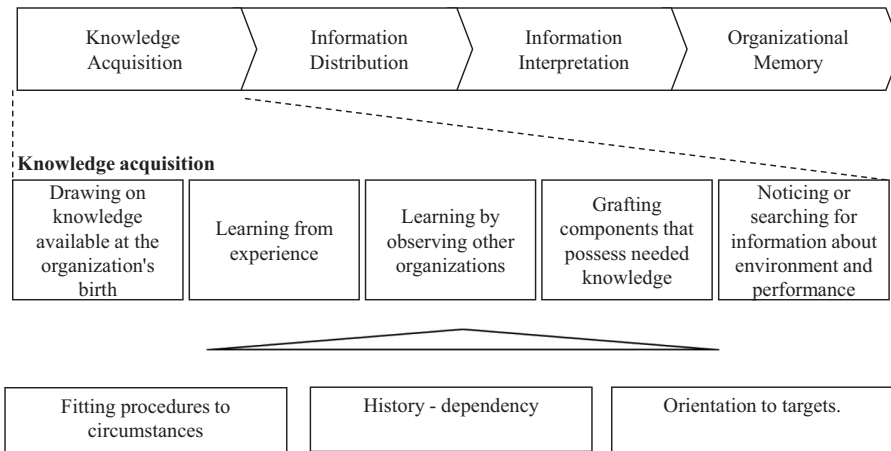 Knowledge
Acquisition
Information
Distribution
Information
Interpretation
Organizational
Memory
Knowledge acquisition
Drawing on
knowledge
available at the
organization's
birth
Learning from
experience
Learning by
observing other
organizations
Grafting
components that
possess needed
knowledge
Noticing or
searching for
information about
environment and
performance
Fitting procedures to
circumstances
History - dependency
Orientation to targets.